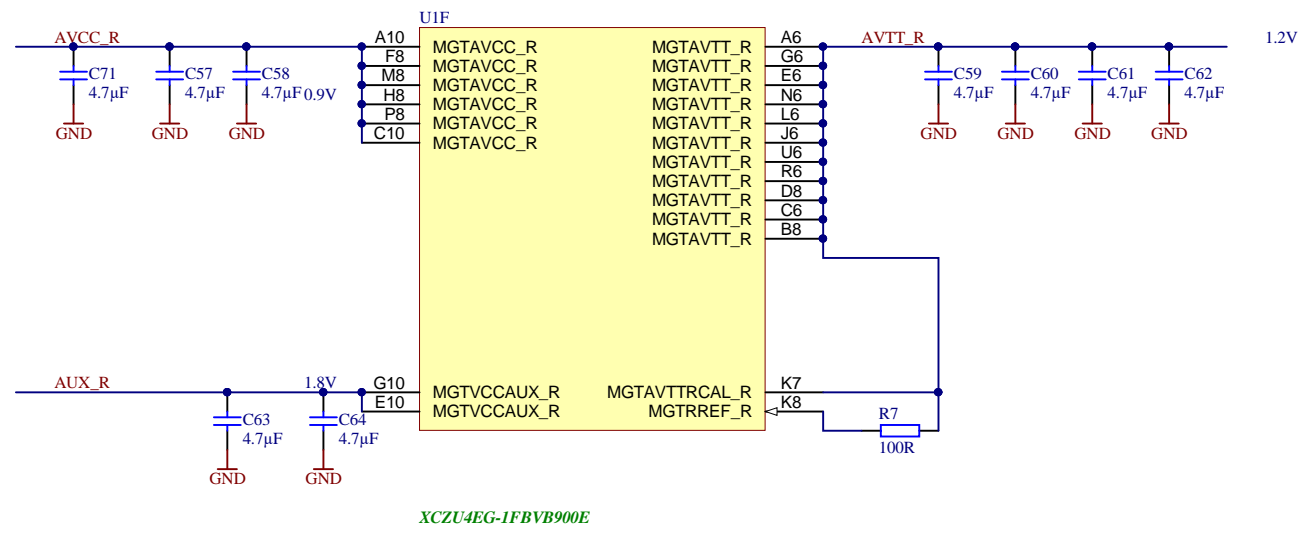 U1F
AVCC_R
A10
MGTAVCC_R
MGTAVTT_R
A6
AVTT_R
1.2V
F8
MGTAVCC_R
MGTAVTT_R
G6
C71
4.7µF
GND
C57
4.7µF
GND
C58
4.7µF
GND
0.9V
M8
MGTAVCC_R
MGTAVTT_R
E6
C59
4.7µF
GND
C60
4.7µF
GND
C61
4.7µF
GND
C62
4.7µF
GND
H8
MGTAVCC_R
MGTAVTT_R
N6
P8
MGTAVCC_R
MGTAVTT_R
L6
C10
MGTAVCC_R
MGTAVTT_R
J6
MGTAVTT_R
U6
MGTAVTT_R
R6
MGTAVTT_R
D8
MGTAVTT_R
C6
MGTAVTT_R
B8
AUX_R
1.8V
G10
MGTVCCAUX_R
MGTAVTTRCAL_R
K7
E10
MGTVCCAUX_R
MGTRREF_R
K8
C63
4.7µF
GND
C64
4.7µF
GND
R7
100R
XCZU4EG-1FBVB900E